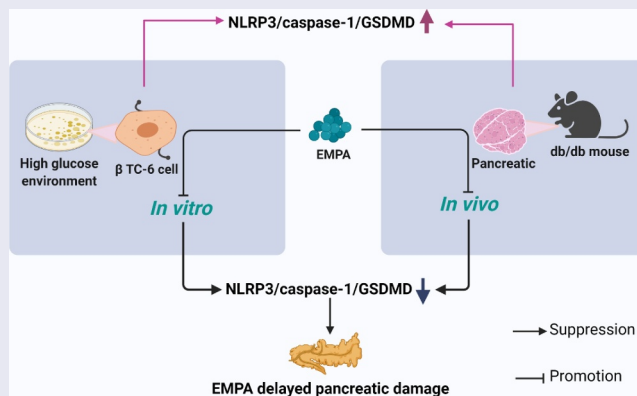 NLRP3/caspase-1/GSDMD
High glucose
environment
β TC-6 cell
EMPA
Pancreatic
db/db mouse
In vitro
In vivo
NLRP3/caspase-1/GSDMD
Suppression
Promotion
EMPA delayed pancreatic damage